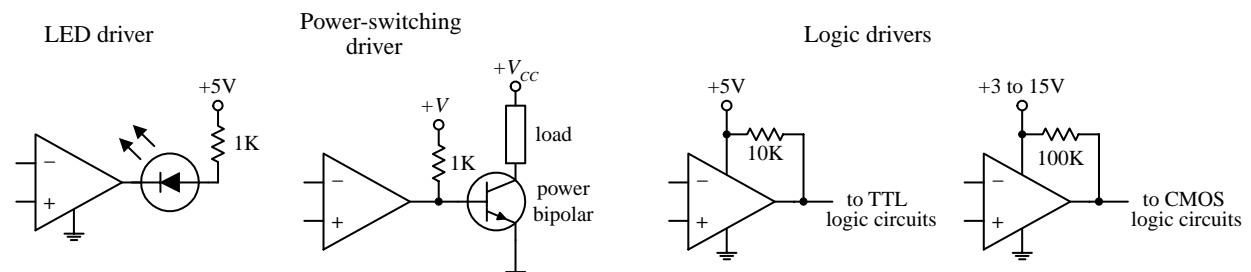 LED driver
Power-switching
driver
Logic drivers
+5V
1K
−
+
+V
+VCC
load
1K
−
+
power
bipolar
+5V
10K
−
+
to TTL
logic circuits
+3 to 15V
100K
−
+
to CMOS
logic circuits